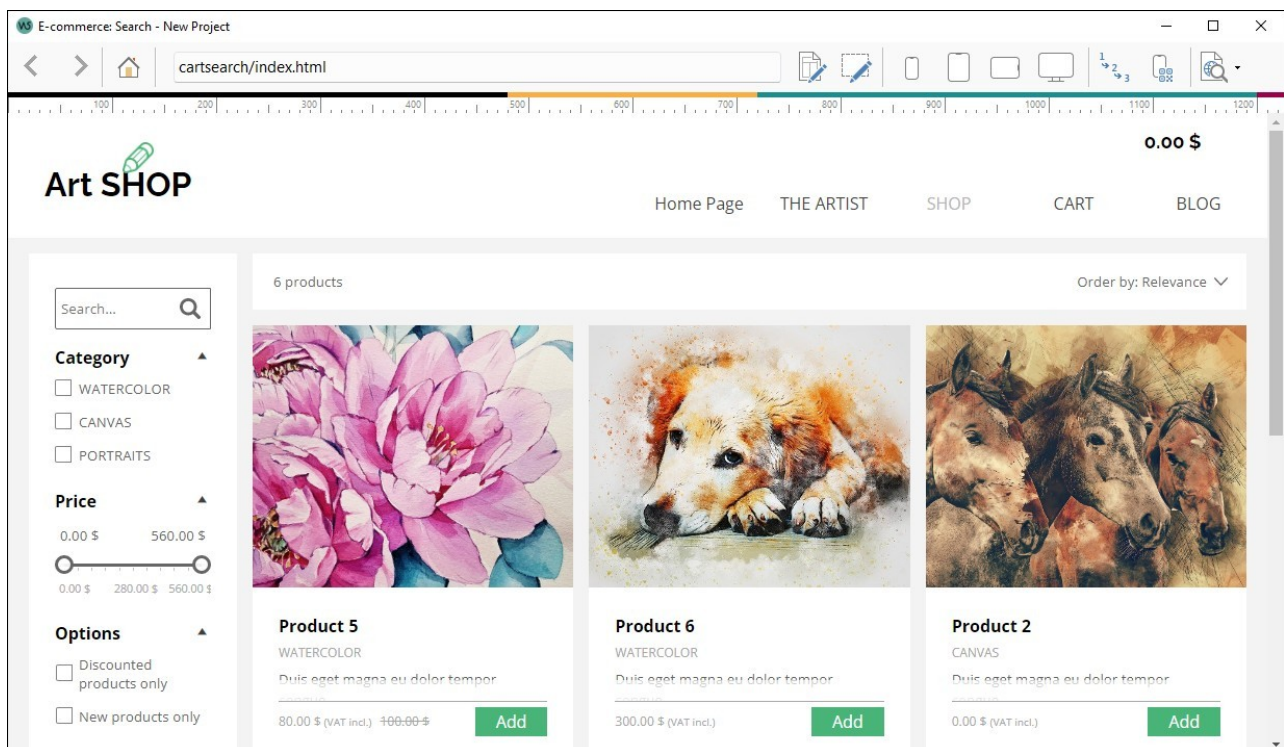 E-commerce: Search - New Project
cartsearch/index.html
1
2
3
100 200 300 400 500 600 700 800 900 1000 1100 1200
0.00 $
Art SHOP
Home Page THE ARTIST SHOP CART BLOG
6 products Order by: Relevance
Search...
Category
WATERCOLOR
CANVAS
PORTRAITS
Price
0.00 $ 560.00 $
0.00 $ 280.00 $ 560.00 $
Options
Discounted
products only
New products only
Product 5
WATERCOLOR
Duis eget magna eu dolor tempor
80.00 $ (VAT incl.) 100.00 $ Add
Product 6
WATERCOLOR
Duis eget magna eu dolor tempor
300.00 $ (VAT incl.) Add
Product 2
CANVAS
Duis eget magna eu dolor tempor
0.00 $ (VAT incl.) Add